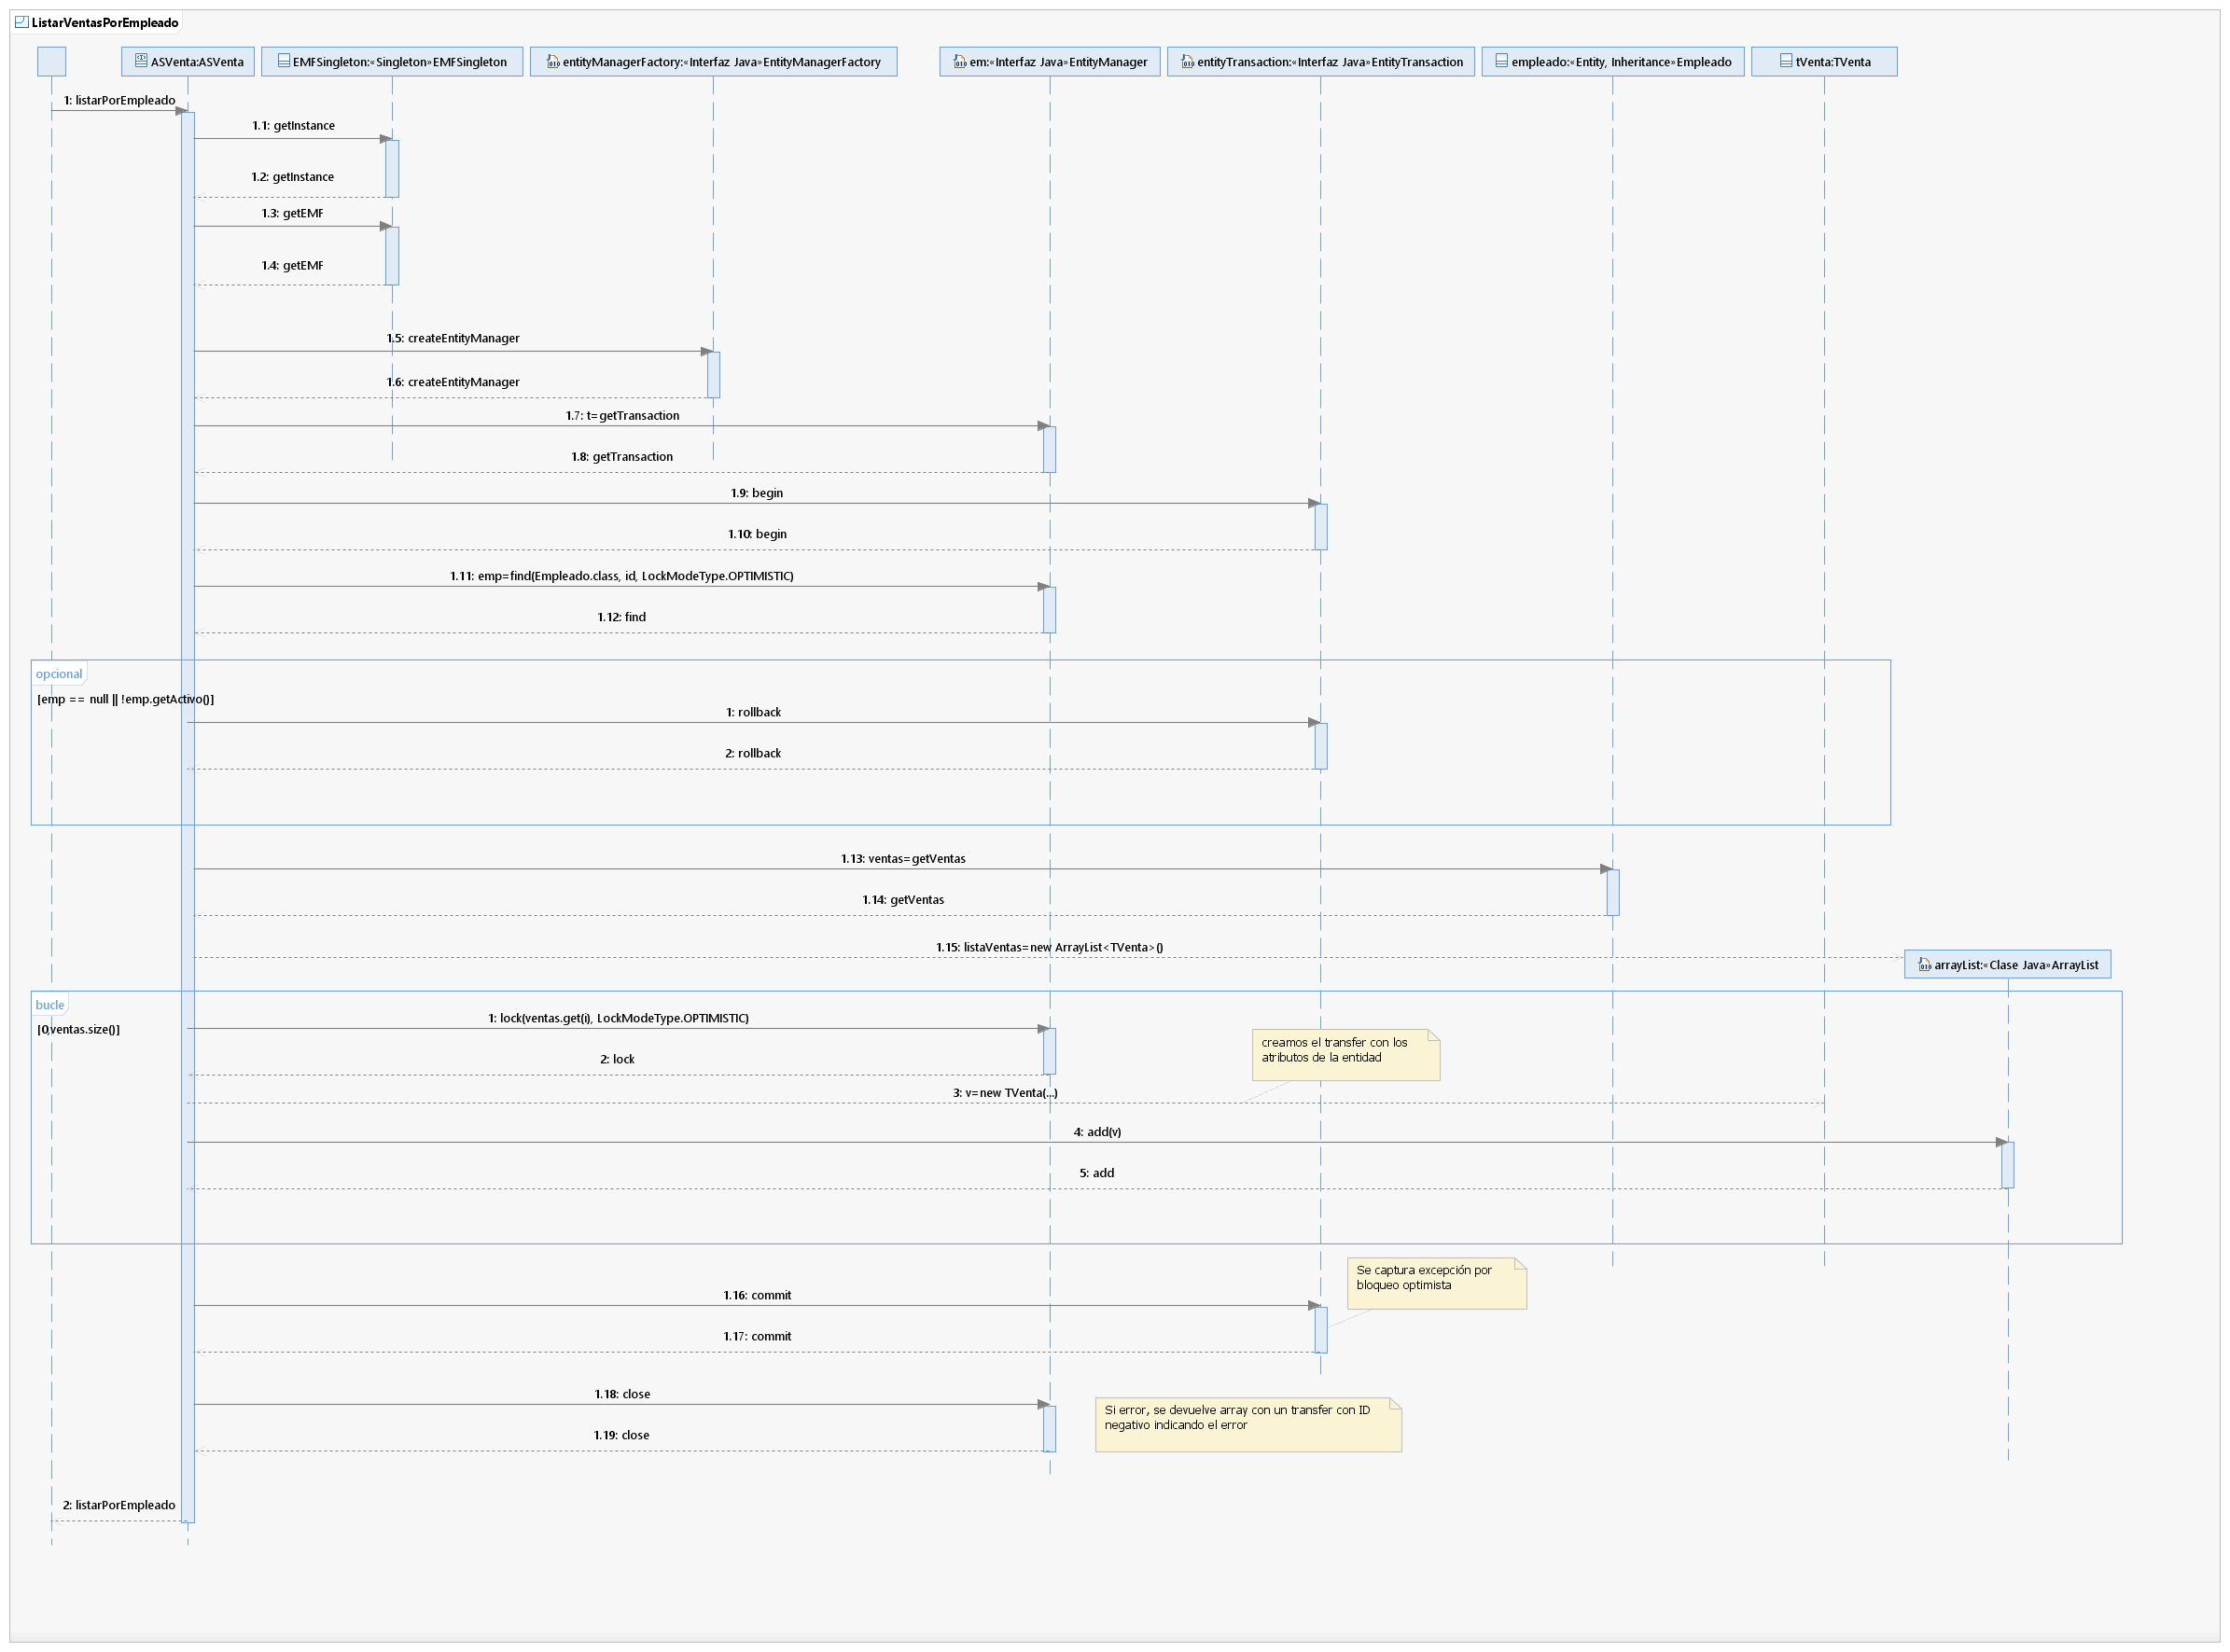 ListarVentasPorEmpleado
ASVenta:ASVenta
EMFSingleton:«Singleton»EMFSingleton
entityManagerFactory:«Interfaz Java»EntityManagerFactory
em:«Interfaz Java»EntityManager
entityTransaction:«Interfaz Java»EntityTransaction
empleado:«Entity, Inheritance»Empleado
tVenta:TVenta
1: listarPorEmpleado
1.1: getInstance
1.2: getInstance
1.3: getEMF
1.4: getEMF
1.5: createEntityManager
1.6: createEntityManager
1.7: t=getTransaction
1.8: getTransaction
1.9: begin
1.10: begin
1.11: emp=find(Empleado.class, id, LockModeType.OPTIMISTIC)
1.12: find
opcional
[emp == null || !emp.getActivo()]
1: rollback
2: rollback
1.13: ventas=getVentas
1.14: getVentas
1.15: listaVentas=new ArrayList<TVenta>()
arrayList:«Clase Java»ArrayList
bucle
[0,ventas.size()]
1: lock(ventas.get(i), LockModeType.OPTIMISTIC)
creamos el transfer con los
atributos de la entidad
2: lock
3: v=new TVenta(...)
4: add(v)
5: add
Se captura excepción por
bloqueo optimista
1.16: commit
1.17: commit
1.18: close
Si error, se devuelve array con un transfer con ID
negativo indicando el error
1.19: close
2: listarPorEmpleado